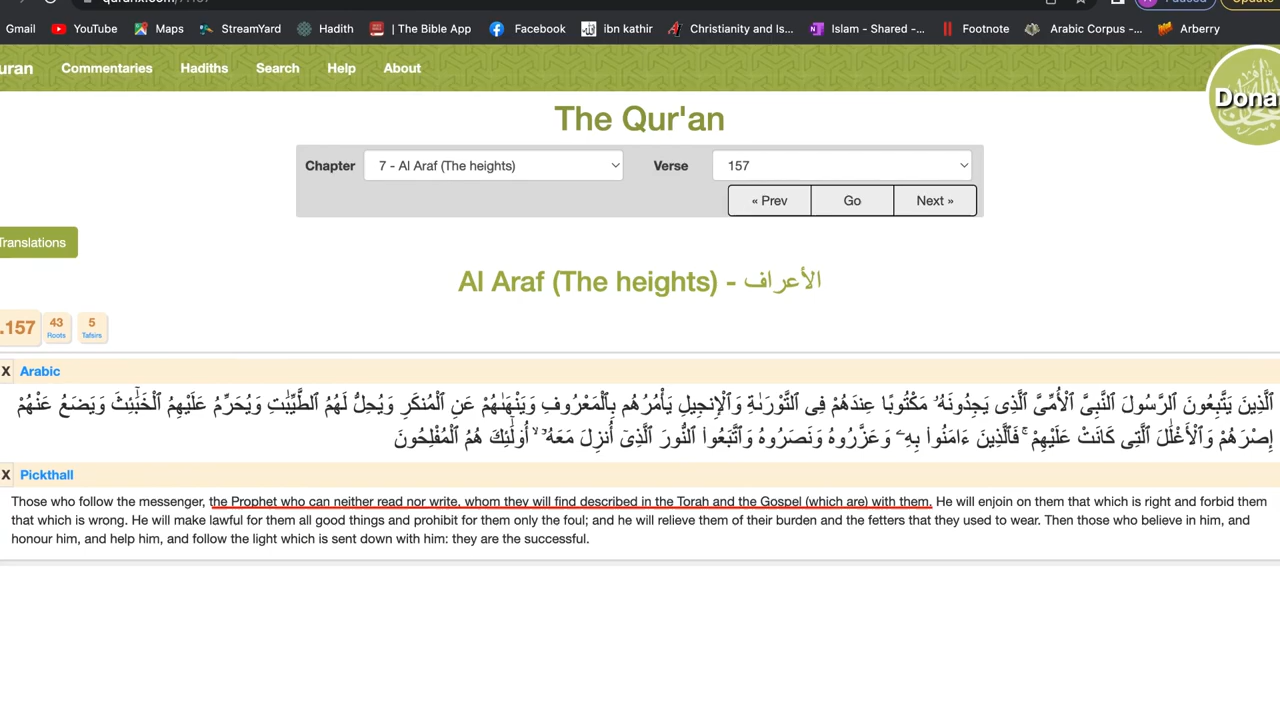 Gmail YouTube Maps StreamYard Hadith | The Bible App Facebook ibn kathir Christianity and Is... Islam - Shared -... Footnote Arabic Corpus -... Arberry
uran Commentaries Hadiths Search Help About
Dona
The Qur'an
Chapter 7 - Al Araf (The heights) Verse 157
« Prev Go Next »
Translations
Al Araf (The heights) - الأعراف
.157 43 Roots 5 Tafsirs
X Arabic
ٱلَّذِينَ يَتَّبِعُونَ ٱلرَّسُولَ ٱلنَّبِىَّ ٱلْأُمِّىَّ ٱلَّذِى يَجِدُونَهُۥ مَكْتُوبًا عِندَهُمْ فِى ٱلتَّوْرَىٰةِ وَٱلْإِنجِيلِ يَأْمُرُهُم بِٱلْمَعْرُوفِ وَيَنْهَىٰهُمْ عَنِ ٱلْمُنكَرِ وَيُحِلُّ لَهُمُ ٱلطَّيِّبَٰتِ وَيُحَرِّمُ عَلَيْهِمُ ٱلْخَبَٰٓئِثَ وَيَضَعُ عَنْهُمْ
إِصْرَهُمْ وَٱلْأَغْلَٰلَ ٱلَّتِى كَانَتْ عَلَيْهِمْ ۚ فَٱلَّذِينَ ءَامَنُوا۟ بِهِۦ وَعَزَّرُوهُ وَنَصَرُوهُ وَٱتَّبَعُوا۟ ٱلنُّورَ ٱلَّذِىٓ أُنزِلَ مَعَهُۥٓ ۙ أُو۟لَٰٓئِكَ هُمُ ٱلْمُفْلِحُونَ
X Pickthall
Those who follow the messenger, the Prophet who can neither read nor write, whom they will find described in the Torah and the Gospel (which are) with them. He will enjoin on them that which is right and forbid them
that which is wrong. He will make lawful for them all good things and prohibit for them only the foul; and he will relieve them of their burden and the fetters that they used to wear. Then those who believe in him, and
honour him, and help him, and follow the light which is sent down with him: they are the successful.